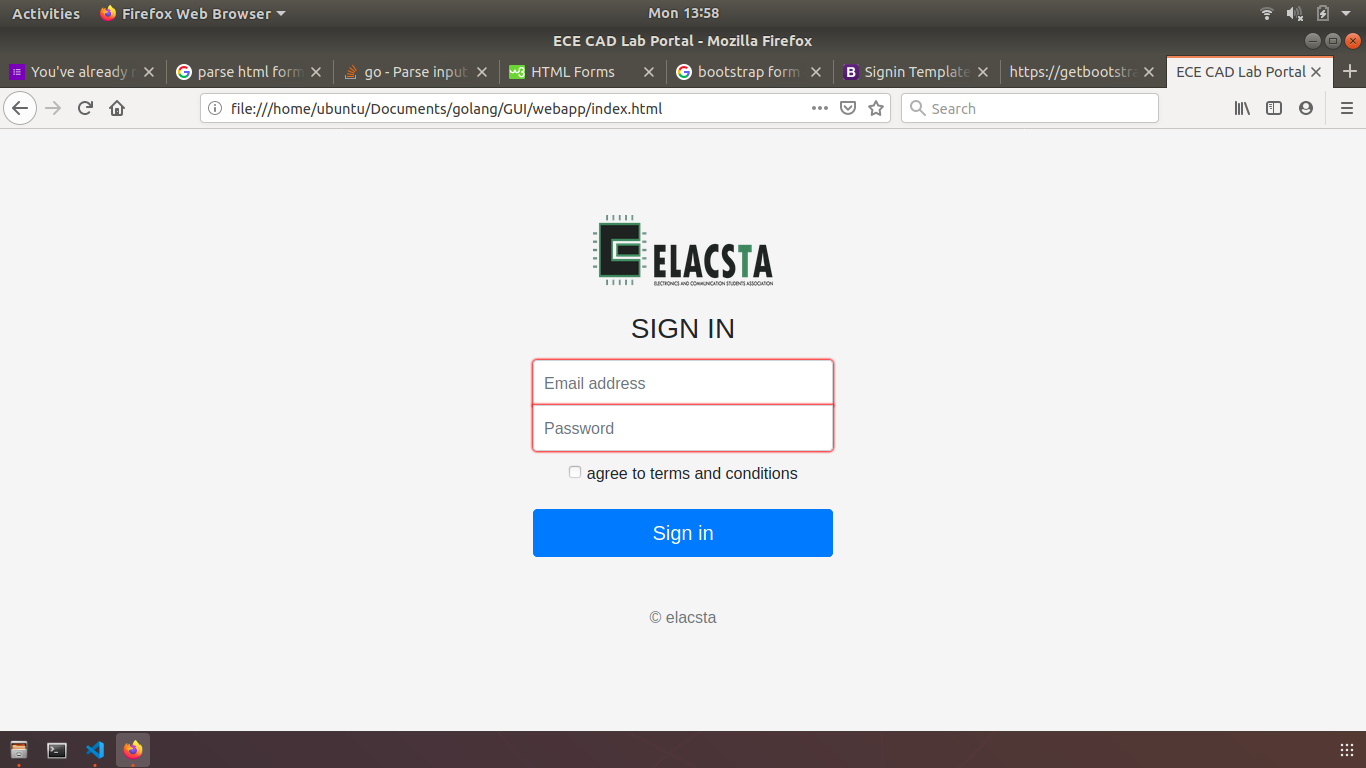 Activities Firefox Web Browser Mon 13:58
ECE CAD Lab Portal - Mozilla Firefox
You've already parse html form go - Parse input HTML Forms bootstrap form Signin Template https://getbootstra ECE CAD Lab Portal
file:///home/ubuntu/Documents/golang/GUI/webapp/index.html Search
ELACSTA
ELECTRONICS AND COMMUNICATION STUDENTS ASSOCIATION
SIGN IN
Email address
Password
agree to terms and conditions
Sign in
© elacsta